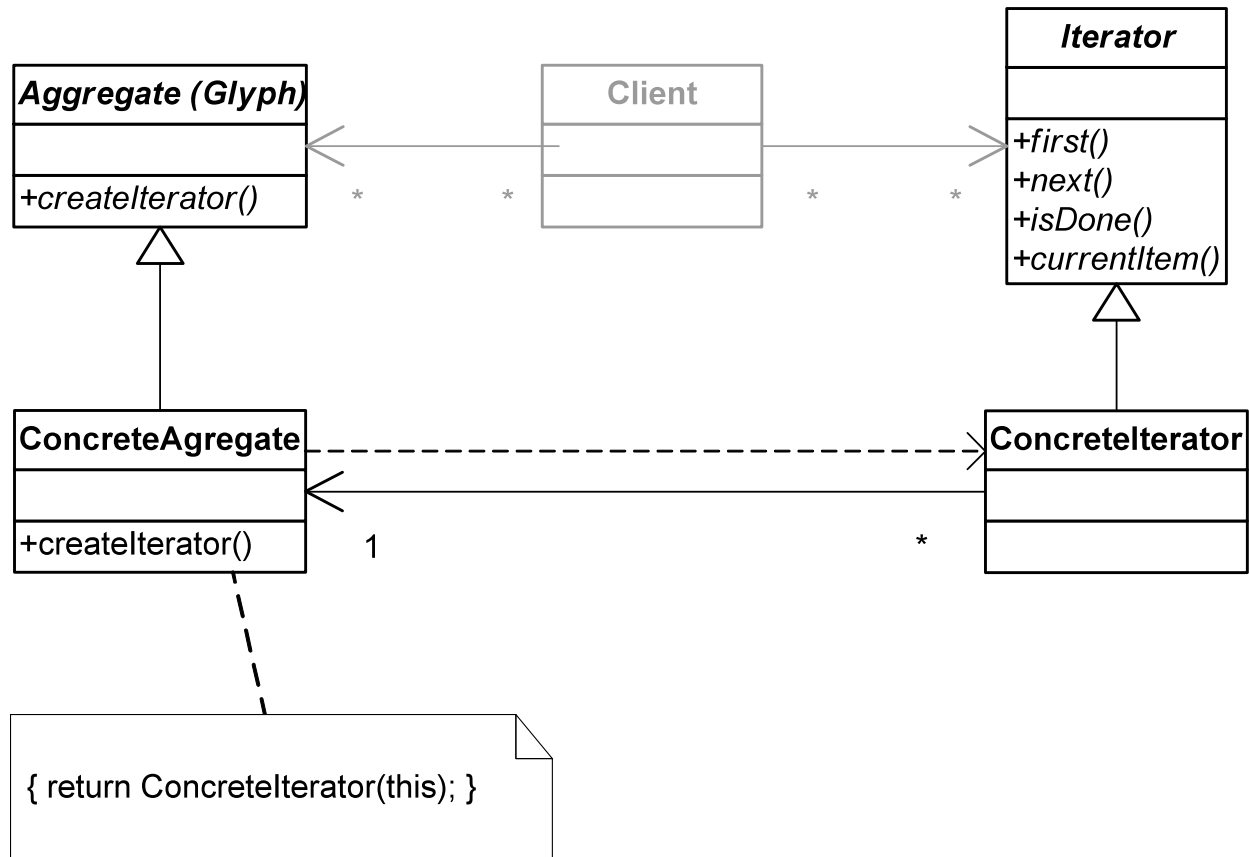 Aggregate (Glyph)
+createIterator()
Client
* * * *
Iterator
+first()
+next()
+isDone()
+currentItem()
ConcreteAgregate
+createIterator()
1 *
ConcreteIterator
{ return ConcreteIterator(this); }